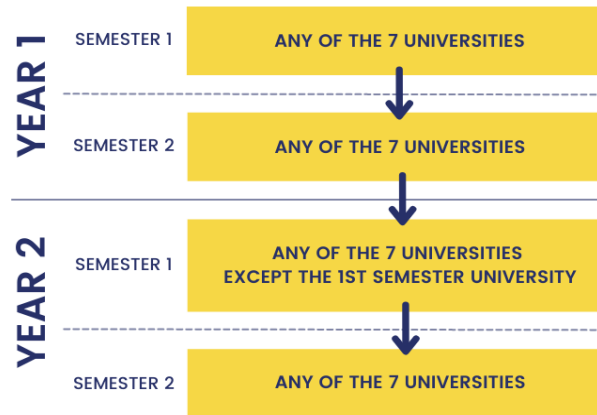 YEAR 1
SEMESTER 1
ANY OF THE 7 UNIVERSITIES
SEMESTER 2
ANY OF THE 7 UNIVERSITIES
YEAR 2
SEMESTER 1
ANY OF THE 7 UNIVERSITIES
EXCEPT THE 1ST SEMESTER UNIVERSITY
SEMESTER 2
ANY OF THE 7 UNIVERSITIES